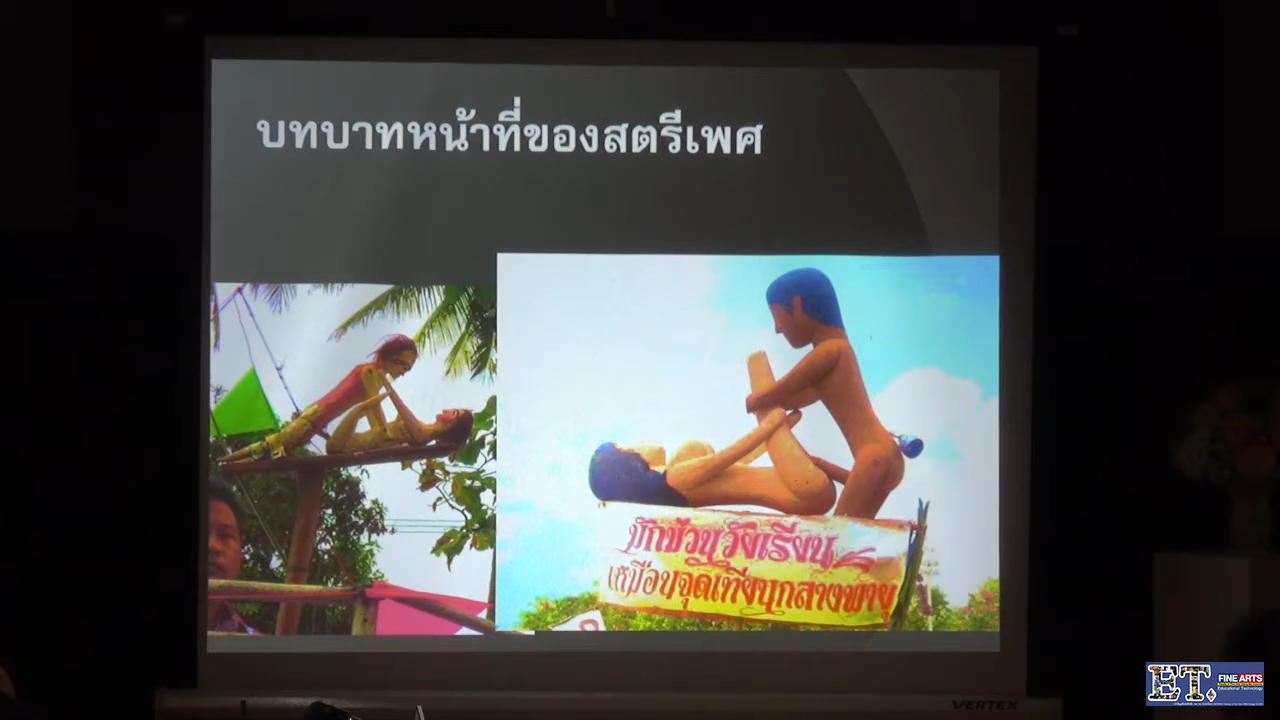 บทบาทหน้าที่ของสตรีเพศ
เหมือนจุดเทียนกลางพายุ
ET.
FINE ARTS
Educational Technology
VERTEX